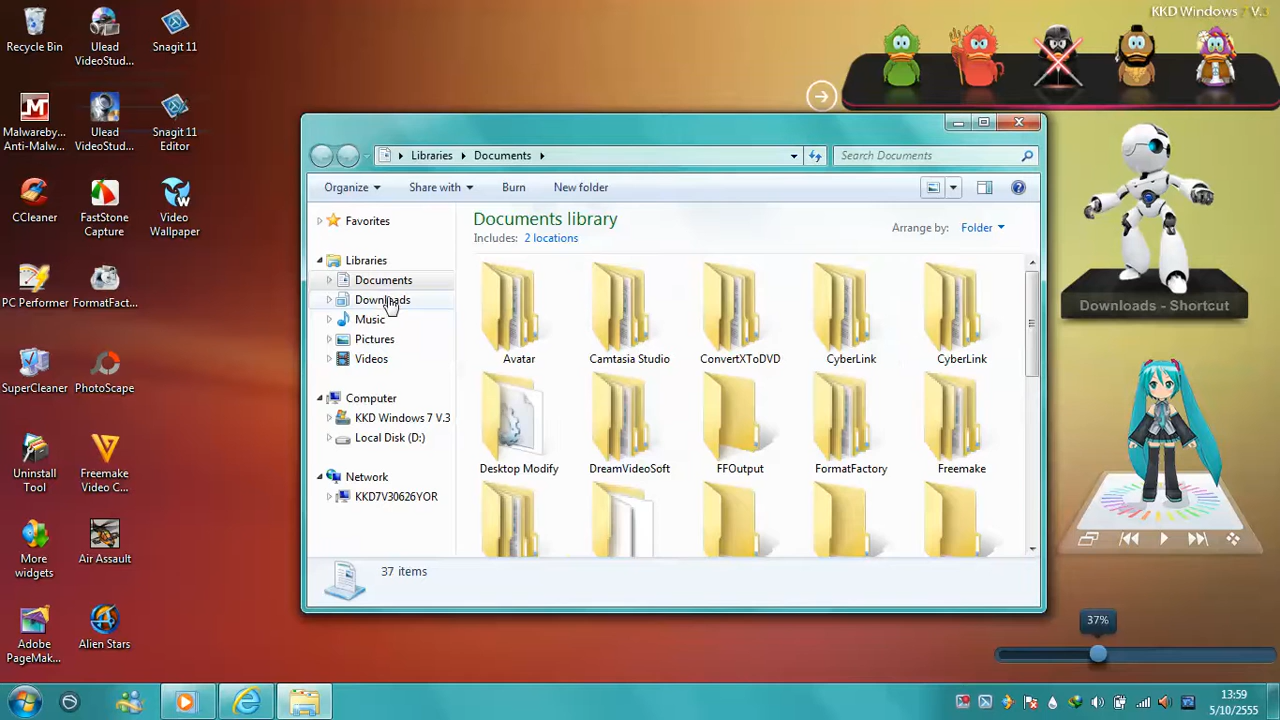 KKD Windows 7 V.3
Recycle Bin
Ulead
VideoStud...
Snagit 11
Malwareby...
Anti-Malw...
Ulead
VideoStud...
Snagit 11
Editor
CCleaner
FastStone
Capture
Video
Wallpaper
PC Performer
FormatFact...
SuperCleaner
PhotoScape
Uninstall
Tool
Freemake
Video C...
More
widgets
Air Assault
Adobe
PageMak...
Alien Stars
Libraries
Documents
Search Documents
Organize
Share with
Burn
New folder
Favorites
Libraries
Documents
Downloads
Music
Pictures
Videos
Computer
KKD Windows 7 V.3
Local Disk (D:)
Network
KKD7V30626YOR
Documents library
Includes: 2 locations
Arrange by: Folder
Avatar
Camtasia Studio
ConvertXToDVD
CyberLink
CyberLink
Desktop Modify
DreamVideoSoft
FFOutput
FormatFactory
Freemake
37 items
Downloads - Shortcut
37%
13:59
5/10/2555